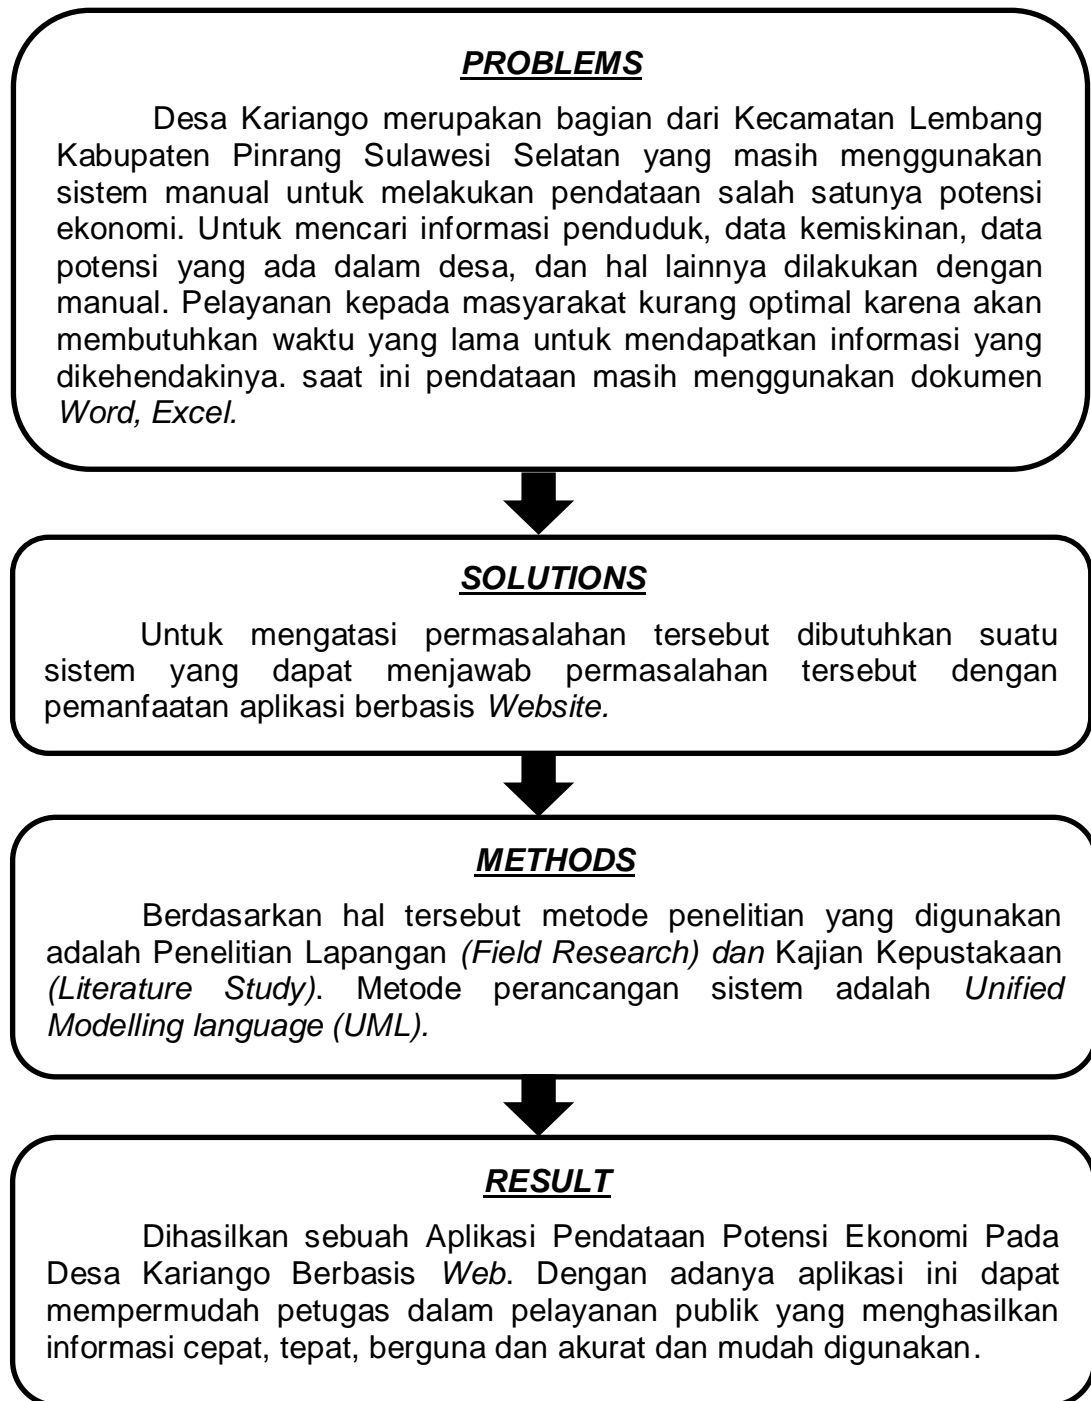 PROBLEMS
Desa Kariango merupakan bagian dari Kecamatan Lembang
Kabupaten Pinrang Sulawesi Selatan yang masih menggunakan
sistem manual untuk melakukan pendataan salah satunya potensi
ekonomi. Untuk mencari informasi penduduk, data kemiskinan, data
potensi yang ada dalam desa, dan hal lainnya dilakukan dengan
manual. Pelayanan kepada masyarakat kurang optimal karena akan
membutuhkan waktu yang lama untuk mendapatkan informasi yang
dikehendakinya. saat ini pendataan masih menggunakan dokumen
Word, Excel.
SOLUTIONS
Untuk mengatasi permasalahan tersebut dibutuhkan suatu
sistem yang dapat menjawab permasalahan tersebut dengan
pemanfaatan aplikasi berbasis Website.
METHODS
Berdasarkan hal tersebut metode penelitian yang digunakan
adalah Penelitian Lapangan (Field Research) dan Kajian Kepustakaan
(Literature Study). Metode perancangan sistem adalah Unified
Modelling language (UML).
RESULT
Dihasilkan sebuah Aplikasi Pendataan Potensi Ekonomi Pada
Desa Kariango Berbasis Web. Dengan adanya aplikasi ini dapat
mempermudah petugas dalam pelayanan publik yang menghasilkan
informasi cepat, tepat, berguna dan akurat dan mudah digunakan.